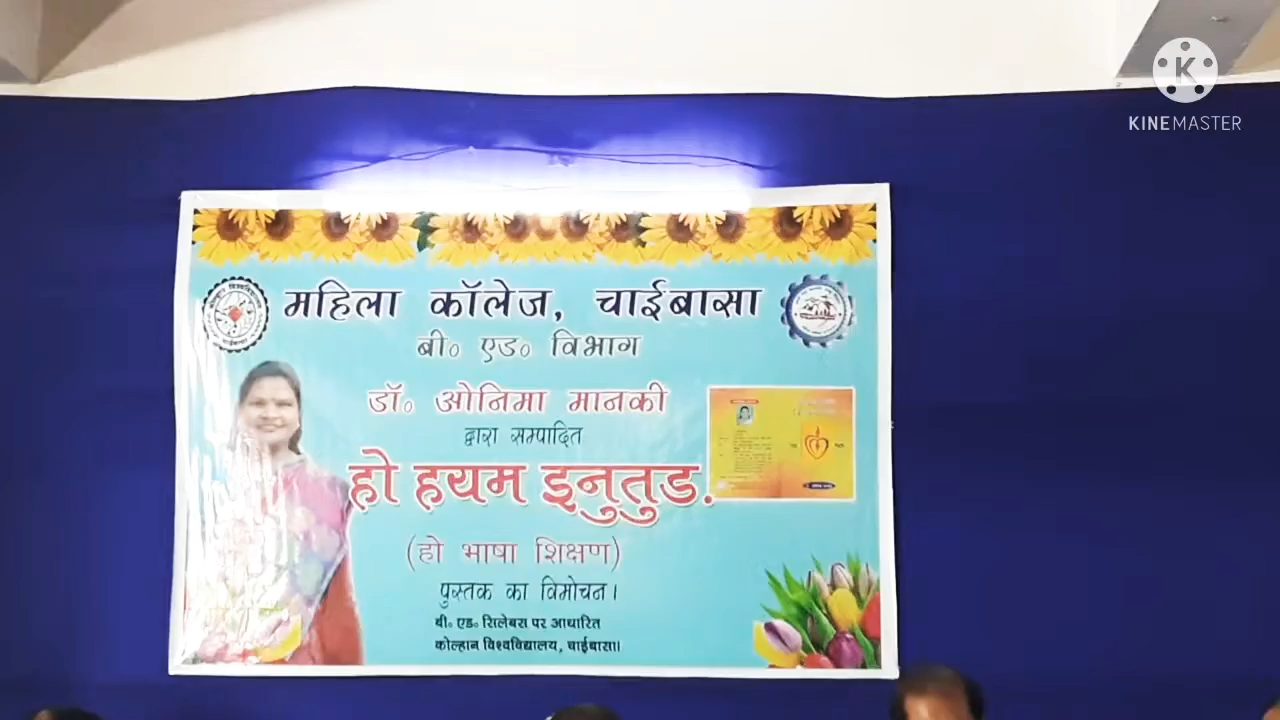 KINEMASTER
महिला कॉलेज, चाईबासा
बी० एड० विभाग
डॉ० ओनिमा मानकी
द्वारा सम्पादित
हो हयम इनुतुड.
(हो भाषा शिक्षण)
पुस्तक का विमोचन।
बी० एड० सिलेबस पर आधारित
कोल्हान विश्वविद्यालय, चाईबासा।